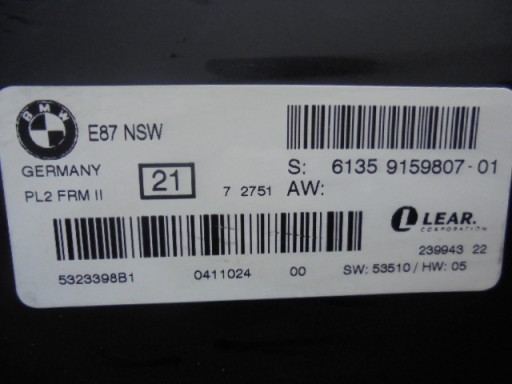 BMW
E87 NSW
GERMANY
PL2 FRM II
21
7 2751
S: 6135 9159807-01
AW:
LEAR.
CORPORATION
239943 22
5323398B1 0411024 00
SW: 53510 / HW: 05